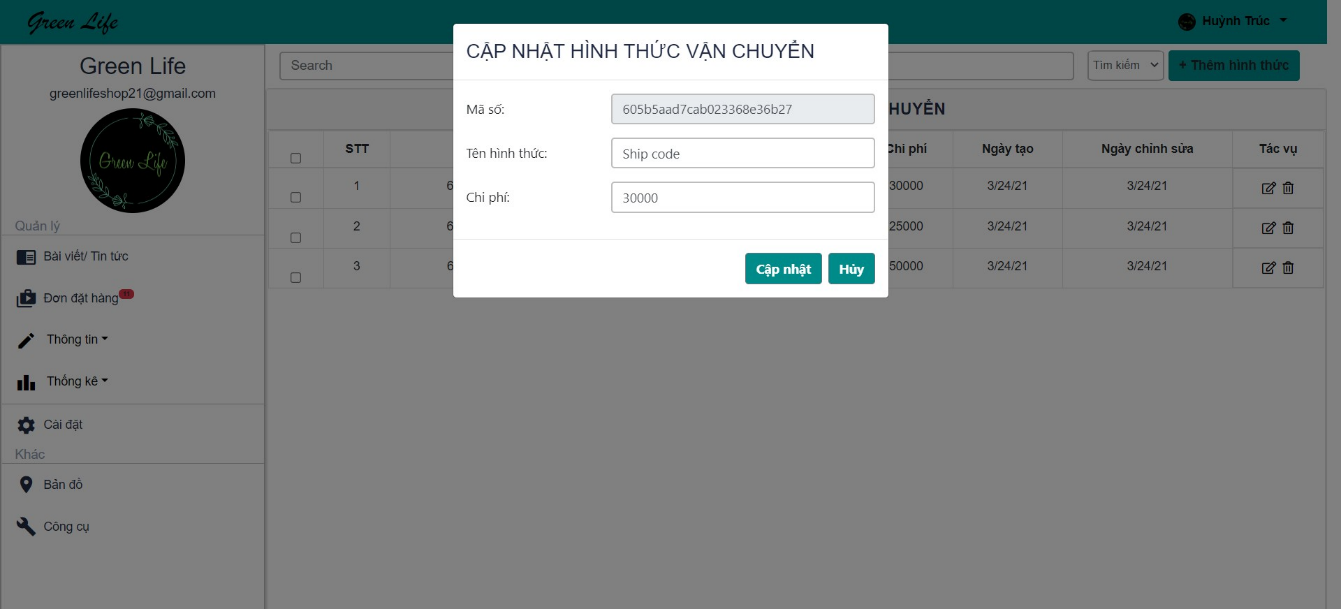 Green Life
Huỳnh Trúc
Green Life
greenlifeshop21@gmail.com
Green Life
Quản lý
Bài viết/ Tin tức
Đơn đặt hàng
Thông tin
Thống kê
Cài đặt
Khác
Bản đồ
Công cụ
Search
Tìm kiếm
+ Thêm hình thức
HUYỂN
STT
Chi phí
Ngày tạo
Ngày chỉnh sửa
Tác vụ
1
6
30000
3/24/21
3/24/21
2
6
25000
3/24/21
3/24/21
3
6
50000
3/24/21
3/24/21
CẬP NHẬT HÌNH THỨC VẬN CHUYỂN
Mã số:
605b5aad7cab023368e36b27
Tên hình thức:
Ship code
Chi phí:
30000
Cập nhật
Hủy